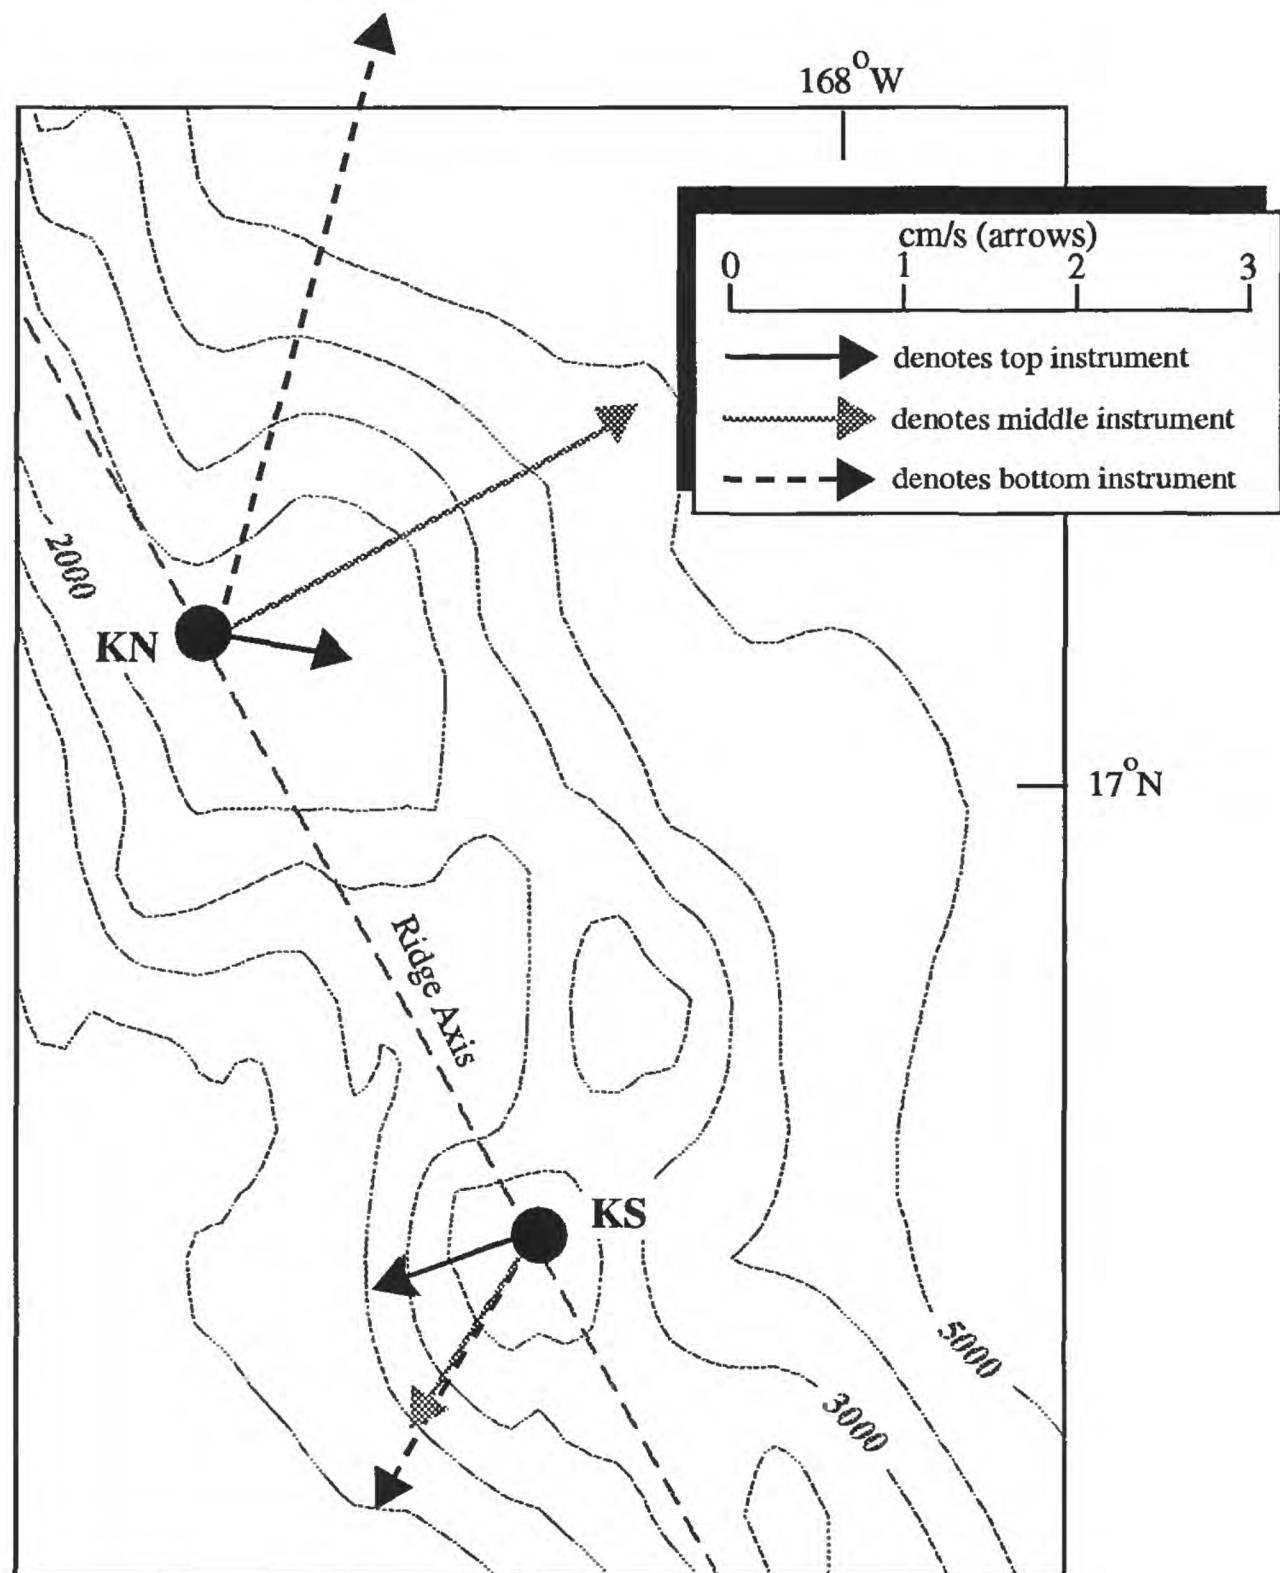 168°W
cm/s (arrows)
0 1 2 3
denotes top instrument
denotes middle instrument
denotes bottom instrument
2000
KN
17°N
Ridge Axis
KS
5000
3000